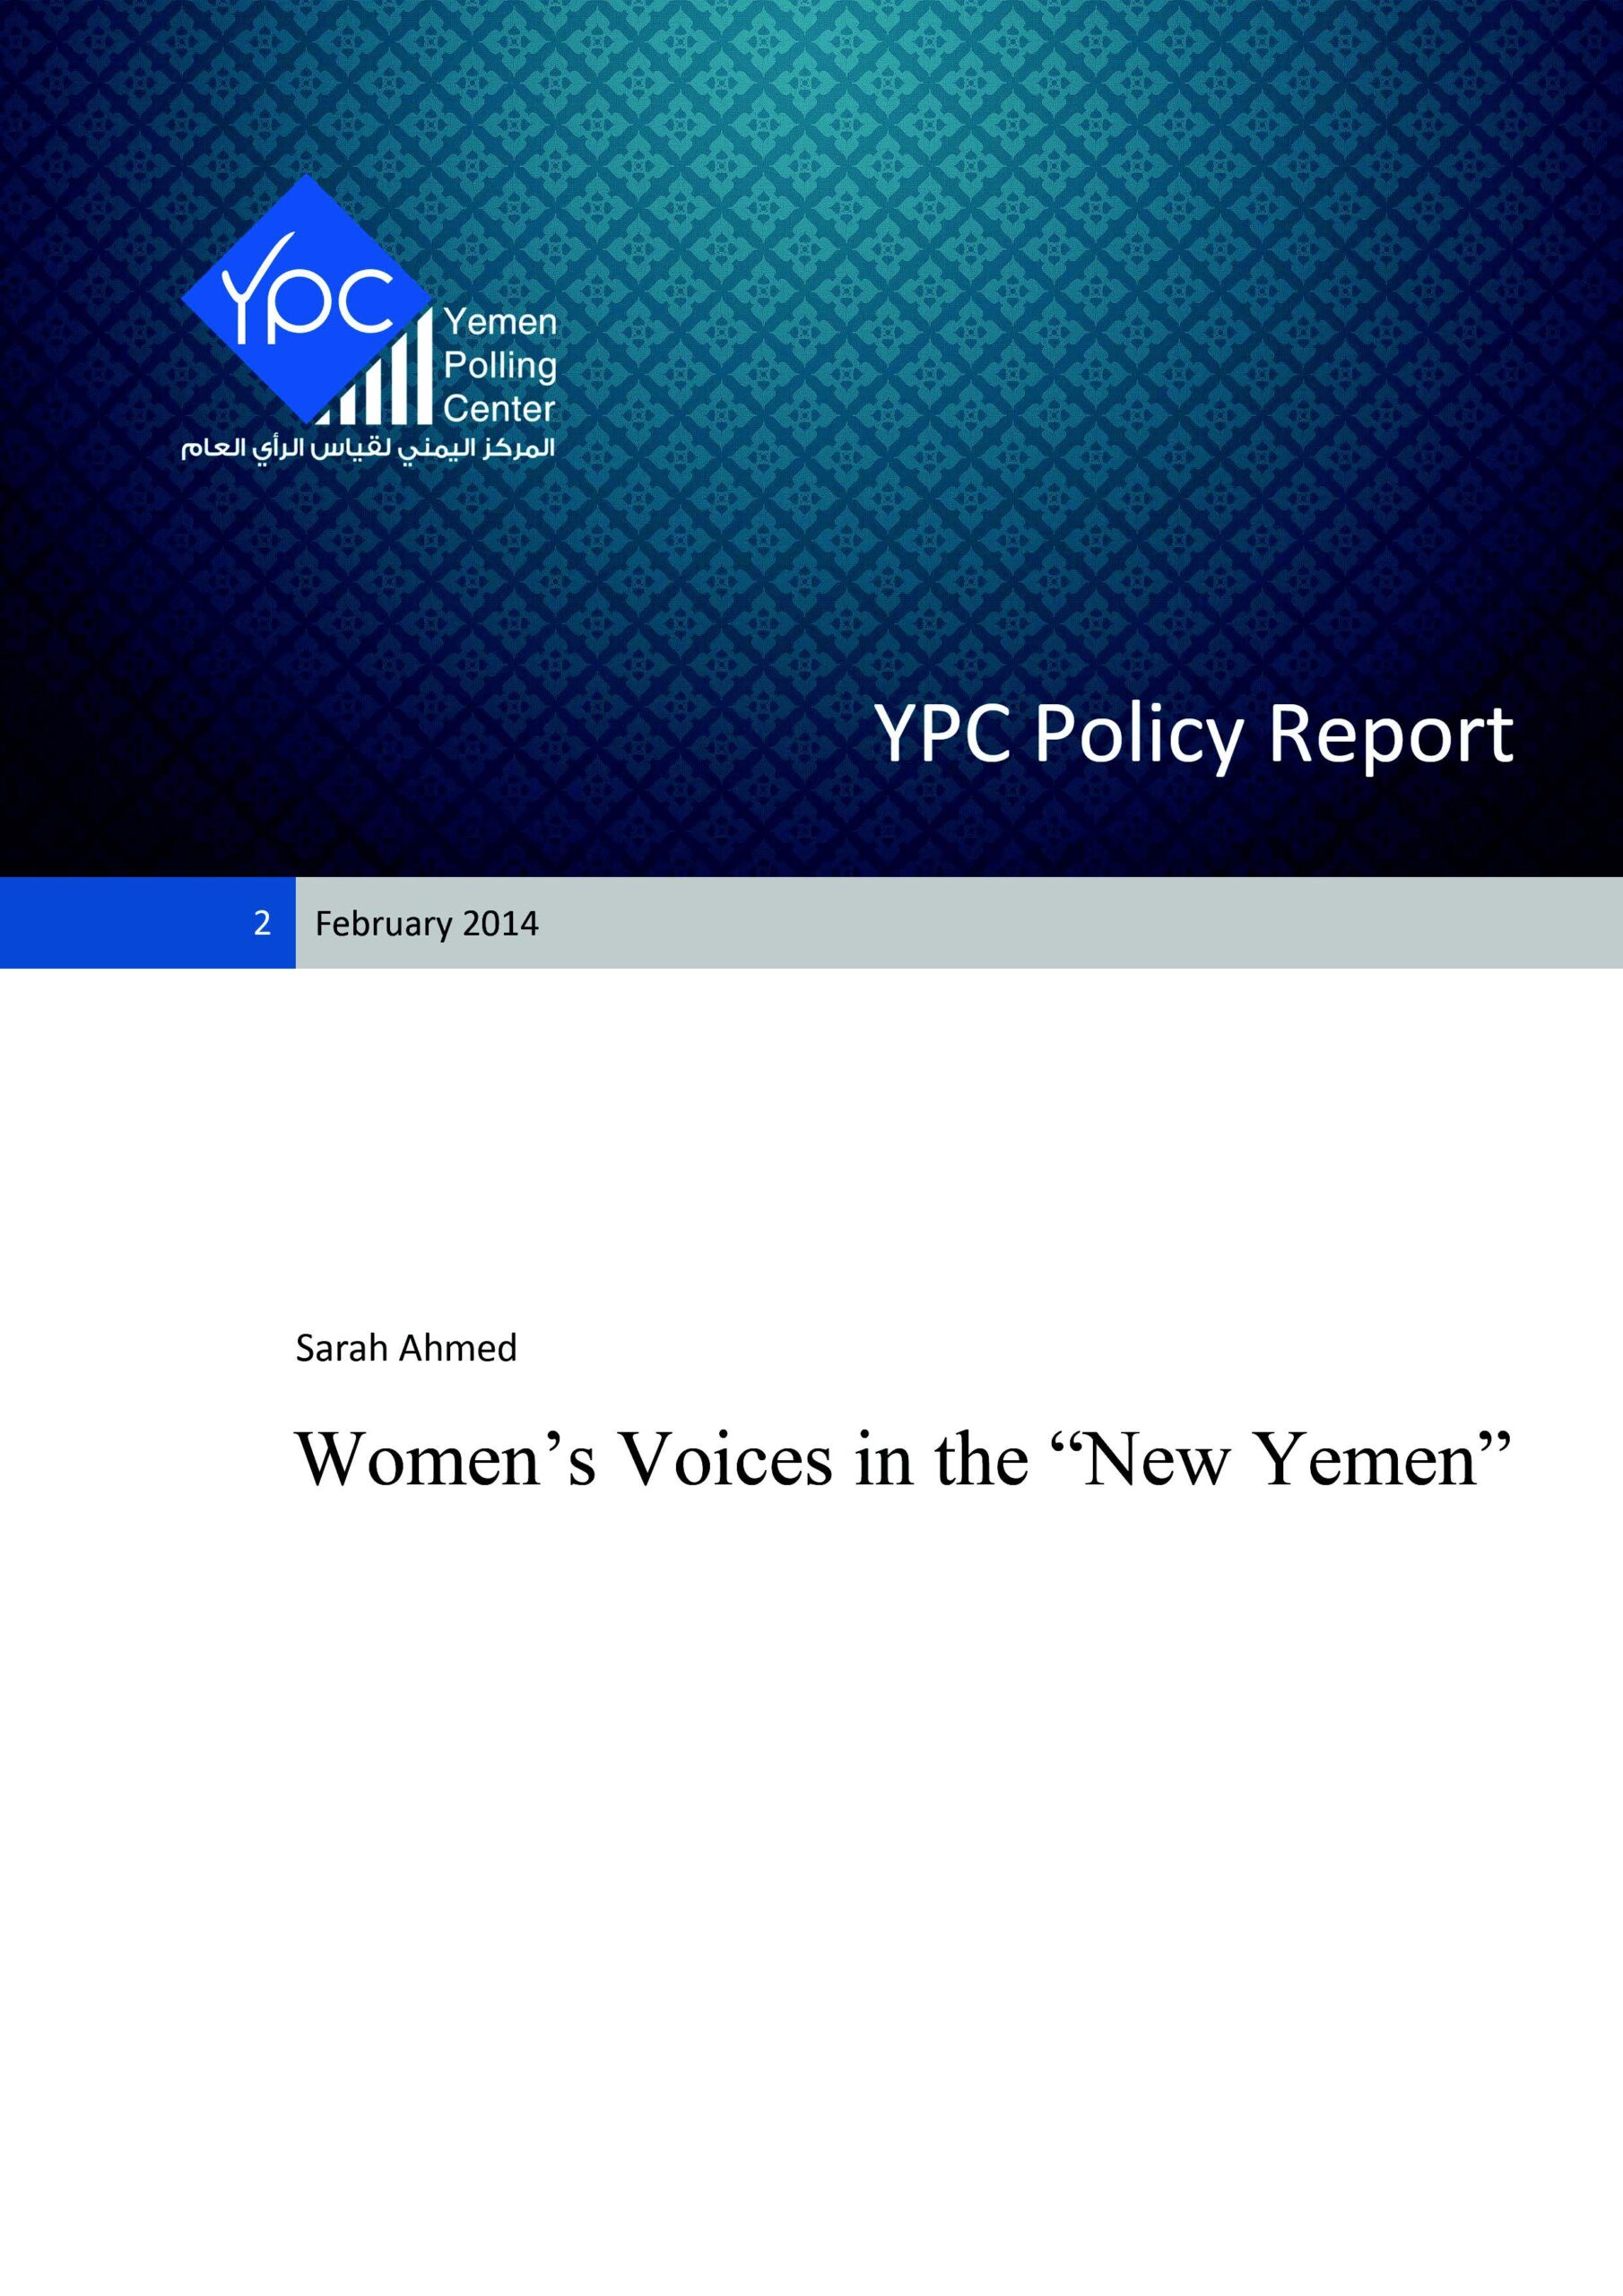 Ypc
Yemen
Polling
Center
المركز اليمني لقياس الرأي العام
YPC Policy Report
2 February 2014
Sarah Ahmed
Women’s Voices in the “New Yemen”